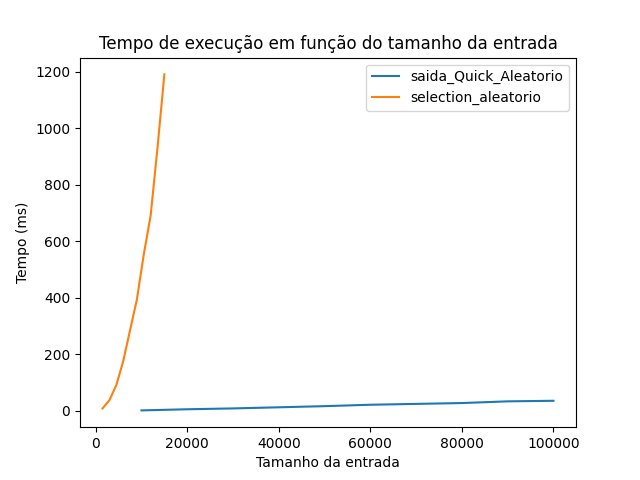 Tempo de execução em função do tamanho da entrada
saida_Quick_Aleatorio
selection_aleatorio
1200
1000
800
600
400
200
0
Tempo (ms)
0 20000 40000 60000 80000 100000
Tamanho da entrada